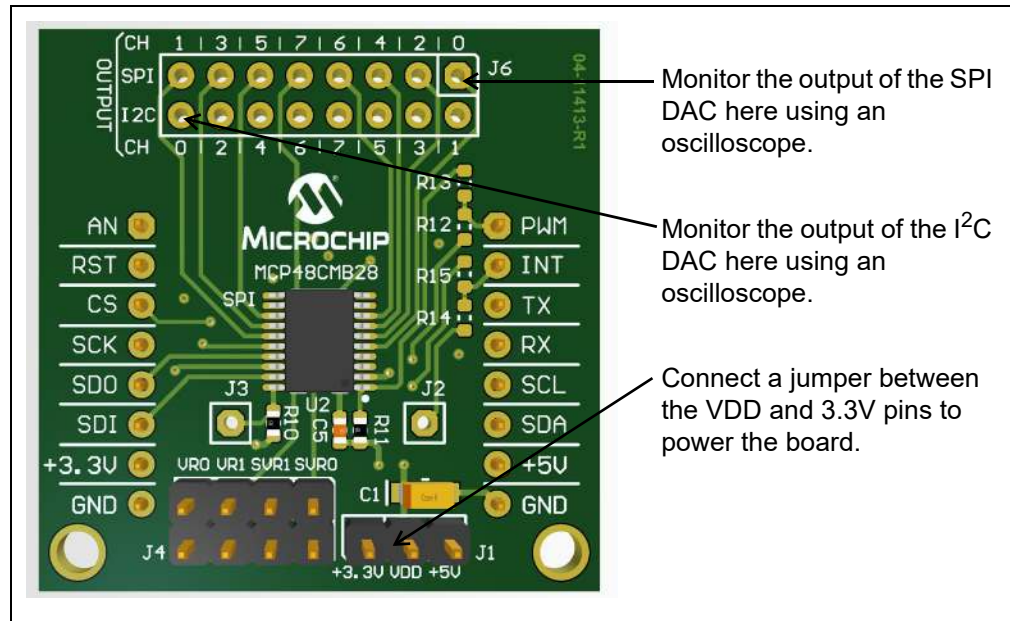 CH 1 | 3 | 5 | 7 | 6 | 4 | 2 | 0
OUTPUT
SPI
J6
I2C
CH 0 | 2 | 4 | 6 | 7 | 5 | 3 | 1
Monitor the output of the SPI
DAC here using an
oscilloscope.
Monitor the output of the I²C
DAC here using an
oscilloscope.
Connect a jumper between
the VDD and 3.3V pins to
power the board.
R13
R12
R15
R14
MICROCHIP
MCP48CMB28
SPI
AN
RST
CS
SCK
SDO
SDI
+3.3V
GND
PWM
INT
TX
RX
SCL
SDA
+5V
GND
J3
R10
U2
C5
R11
J2
VR0 VR1 SVR1 SVR0
C1
J4
J1
+3.3V VDD +5V